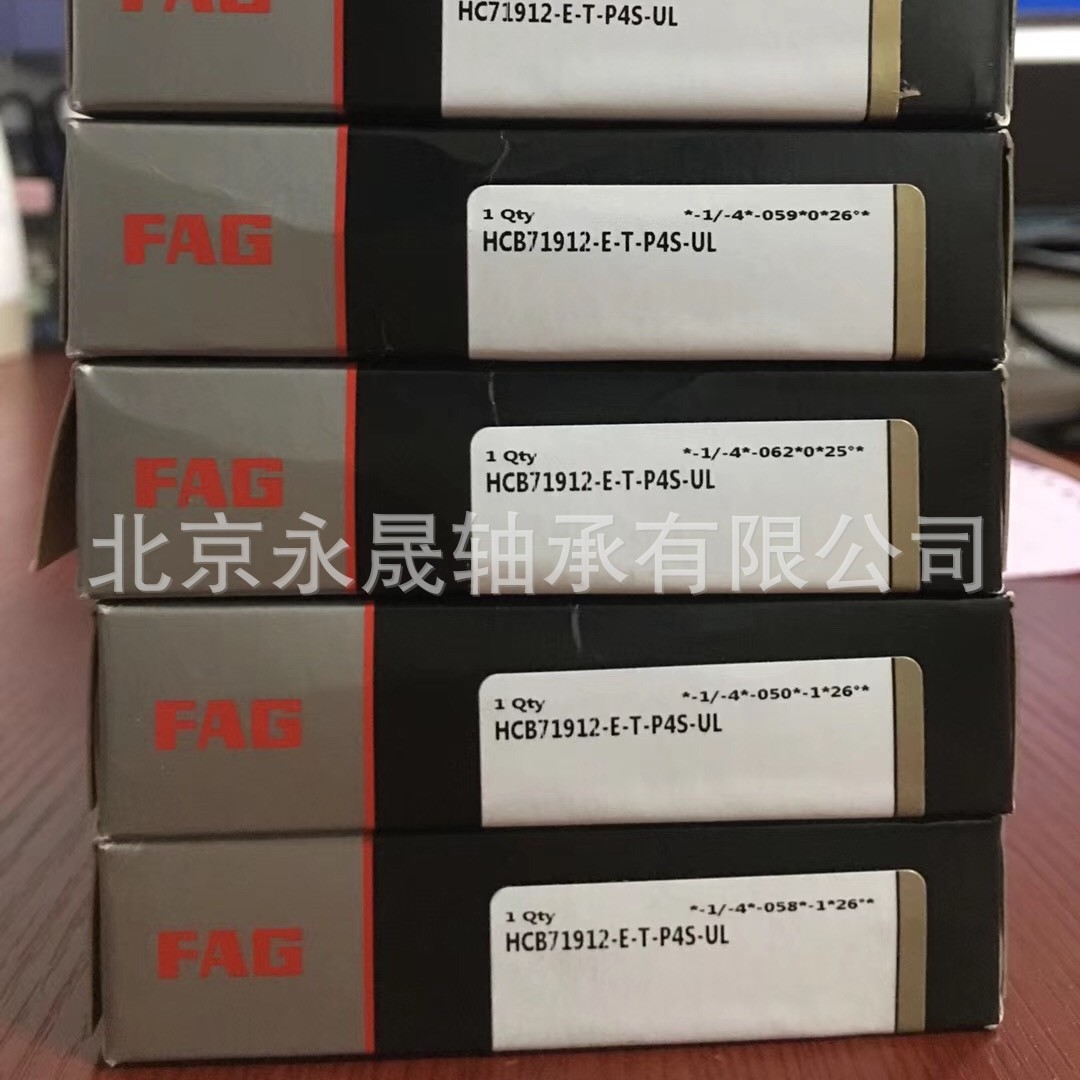 FAG
HC71912-E-T-P4S-UL
FAG
1 Qty *-1/-4*-059*0*26°*
HCB71912-E-T-P4S-UL
FAG
1 Qty *-1/-4*-062*0*25°*
HCB71912-E-T-P4S-UL
北京永晟轴承有限公司
FAG
1 Qty *-1/-4*-050*-1*26°*
HCB71912-E-T-P4S-UL
FAG
1 Qty *-1/-4*-058*-1*26°*
HCB71912-E-T-P4S-UL